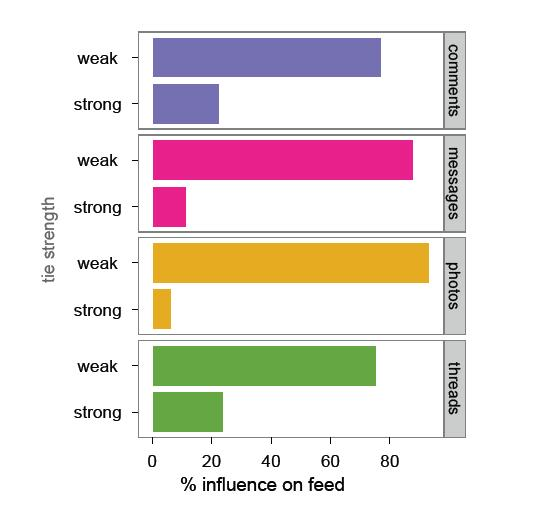 weak
strong
comments
weak
strong
messages
weak
strong
photos
weak
strong
threads
tie strength
0 20 40 60 80
% influence on feed